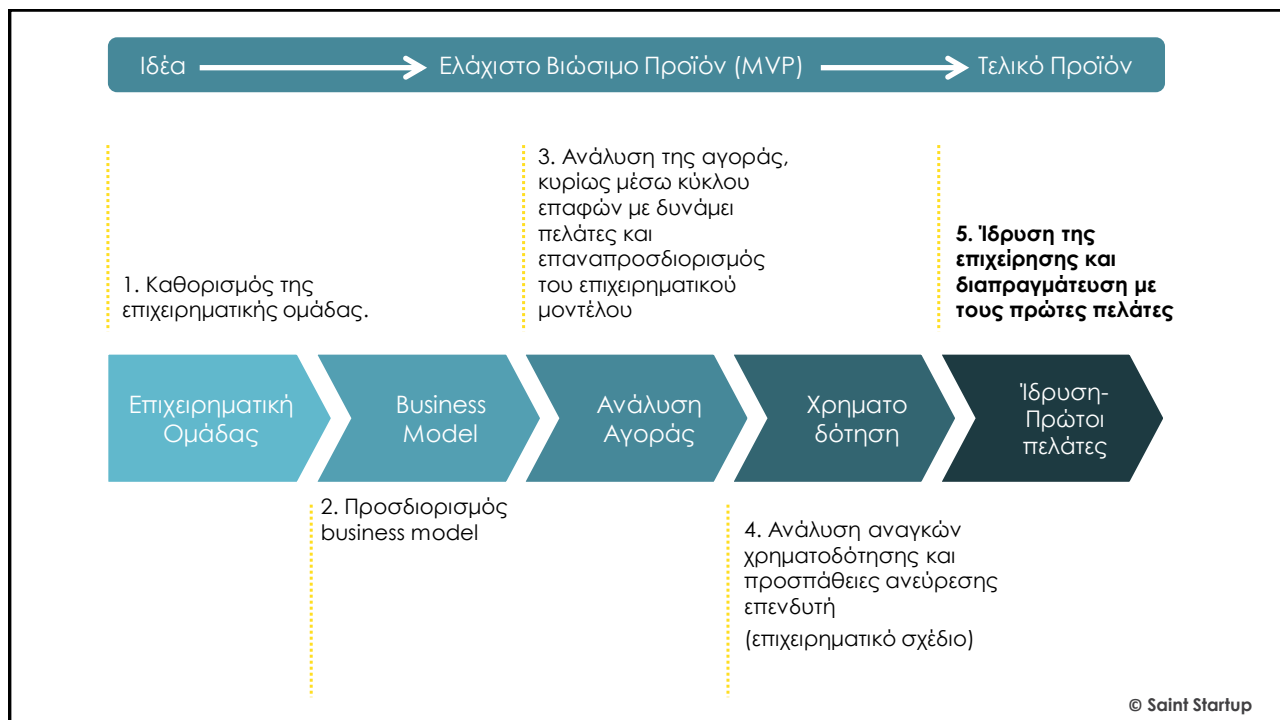 Ιδέα Ελάχιστο Βιώσιμο Προϊόν (MVP) Τελικό Προϊόν
1. Καθορισμός της
επιχειρηματικής ομάδας.
3. Ανάλυση της αγοράς,
κυρίως μέσω κύκλου
επαφών με δυνάμει
πελάτες και
επαναπροσδιορισμός
του επιχειρηματικού
μοντέλου
5. Ίδρυση της
επιχείρησης και
διαπραγμάτευση με
τους πρώτες πελάτες
Επιχειρηματική
Ομάδας
Business
Model
Ανάλυση
Αγοράς
Χρηματο
δότηση
Ίδρυση-
Πρώτοι
πελάτες
2. Προσδιορισμός
business model
4. Ανάλυση αναγκών
χρηματοδότησης και
προσπάθειες ανεύρεσης
επενδυτή
(επιχειρηματικό σχέδιο)
© Saint Startup